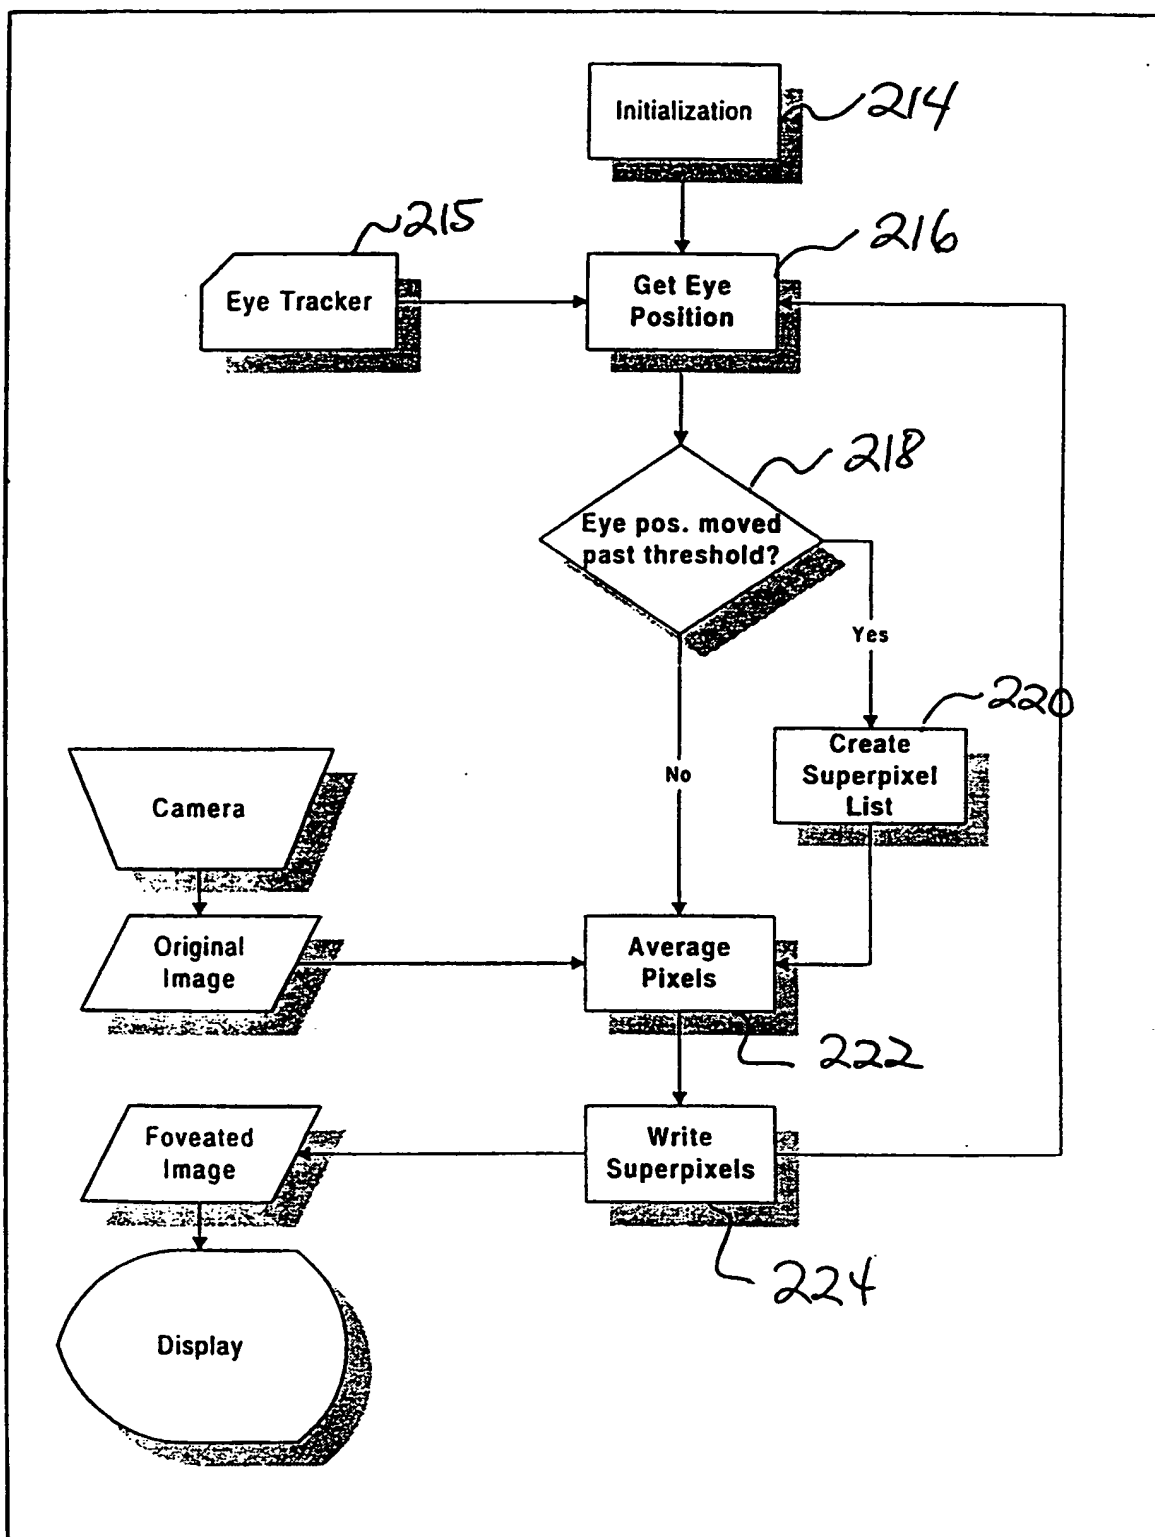 Initialization
214
215
Eye Tracker
216
Get Eye
Position
218
Eye pos. moved
past threshold?
Yes
220
Create
Superpixel
List
No
Camera
Original
Image
Average
Pixels
222
Foveated
Image
Write
Superpixels
224
Display